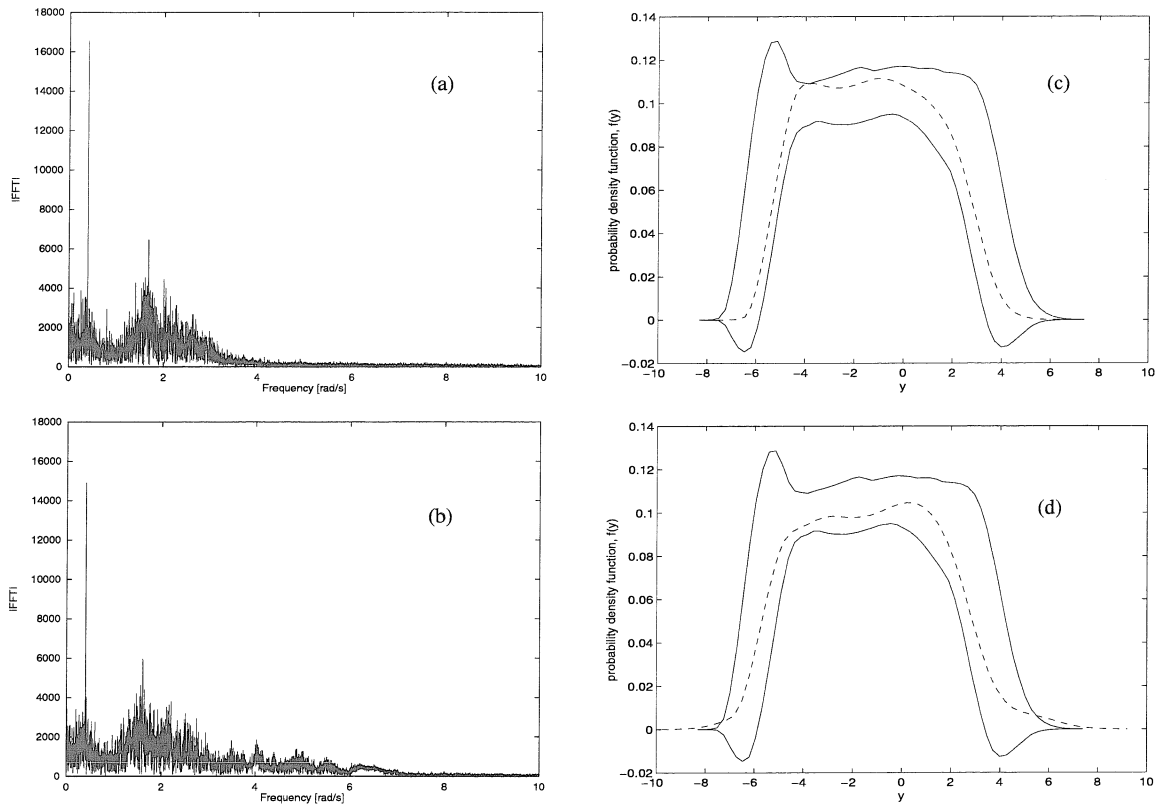 18000
16000
14000
12000
10000
8000
6000
4000
2000
0
|FFT|
0 2 4 6 8 10
Frequency [rad/s]
(a)
0.14
0.12
0.1
0.08
0.06
0.04
0.02
0
−0.02
probability density function, f(y)
−10 −8 −6 −4 −2 0 2 4 6 8 10
y
(c)
18000
16000
14000
12000
10000
8000
6000
4000
2000
0
|FFT|
0 2 4 6 8 10
Frequency [rad/s]
(b)
0.14
0.12
0.1
0.08
0.06
0.04
0.02
0
−0.02
probability density function, f(y)
−10 −8 −6 −4 −2 0 2 4 6 8 10
y
(d)